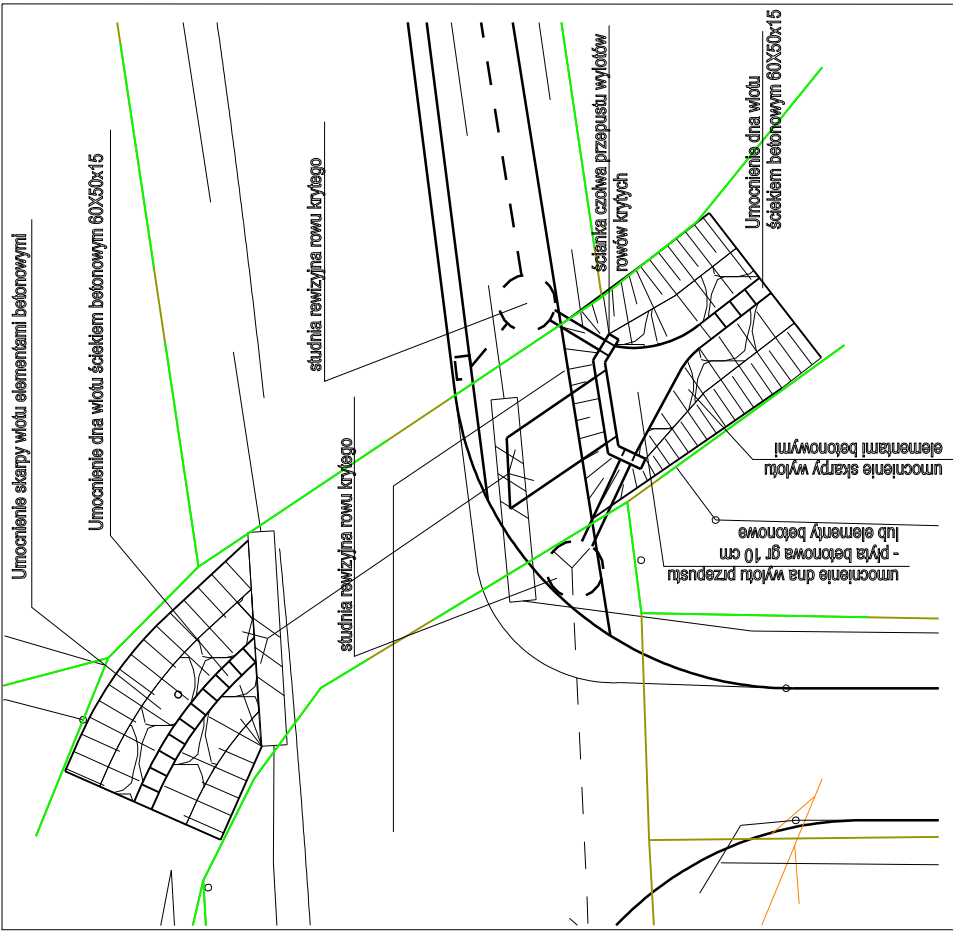 Umocnienie skarpy wlotu elementami betonowymi
Umocnienie dna wlotu ściekiem betonowym 60X50x15
studnia rewizyjna rowu krytego
studnia rewizyjna rowu krytego
ścianka czołwa przepustu wylotów
rowów krytych
Umocnienie dna wlotu
ściekiem betonowym 60X50x15
umocnienie skarpy wylotu
elementami betonowymi
umocnienie dna wylotu przepustu
- płyta betonowa gr 10 cm
lub elementy betonowe